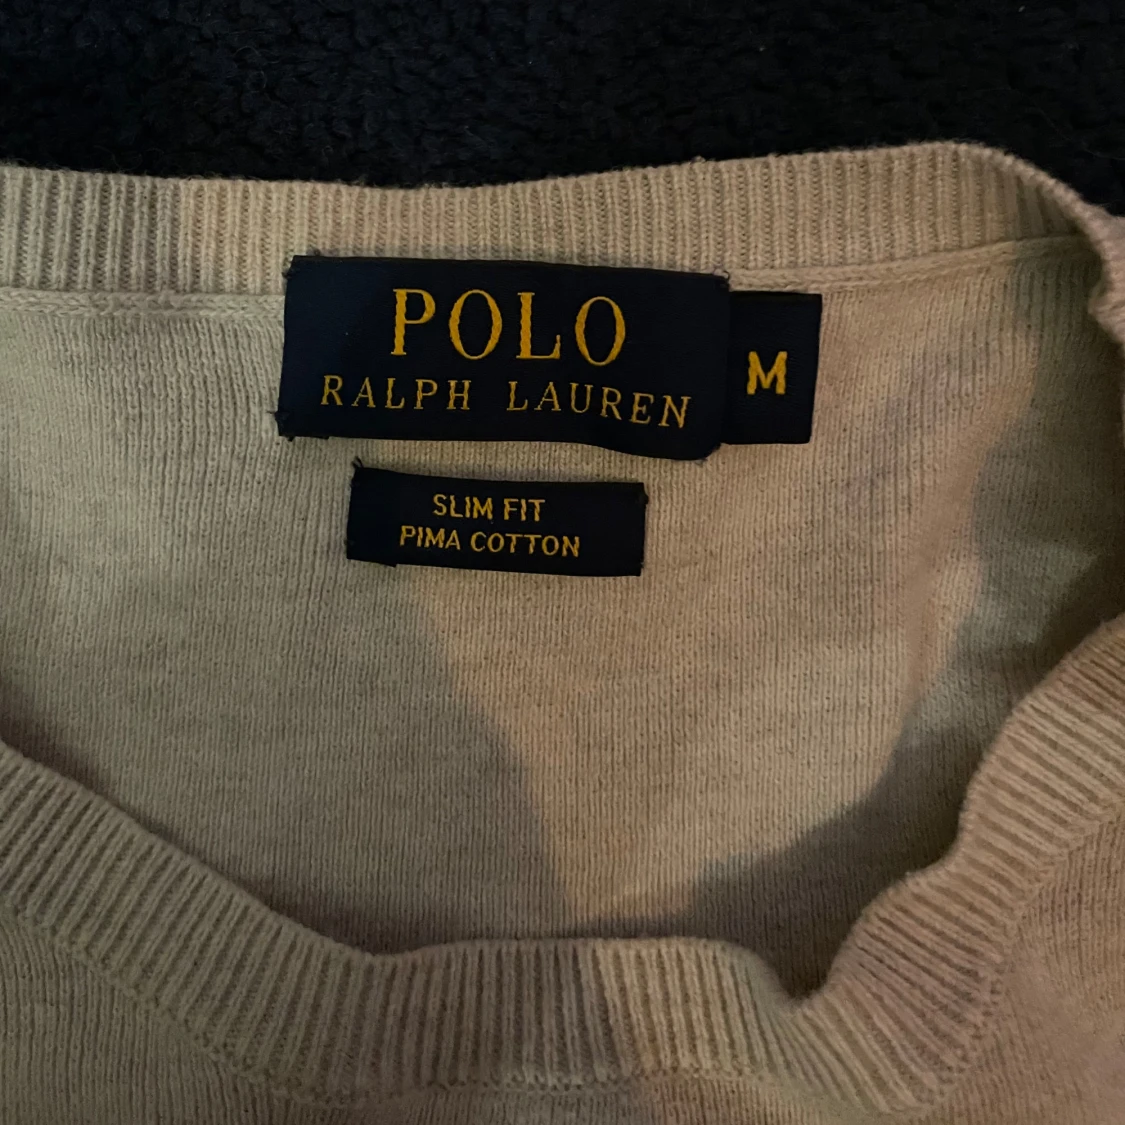 POLO
RALPH LAUREN
M
SLIM FIT
PIMA COTTON